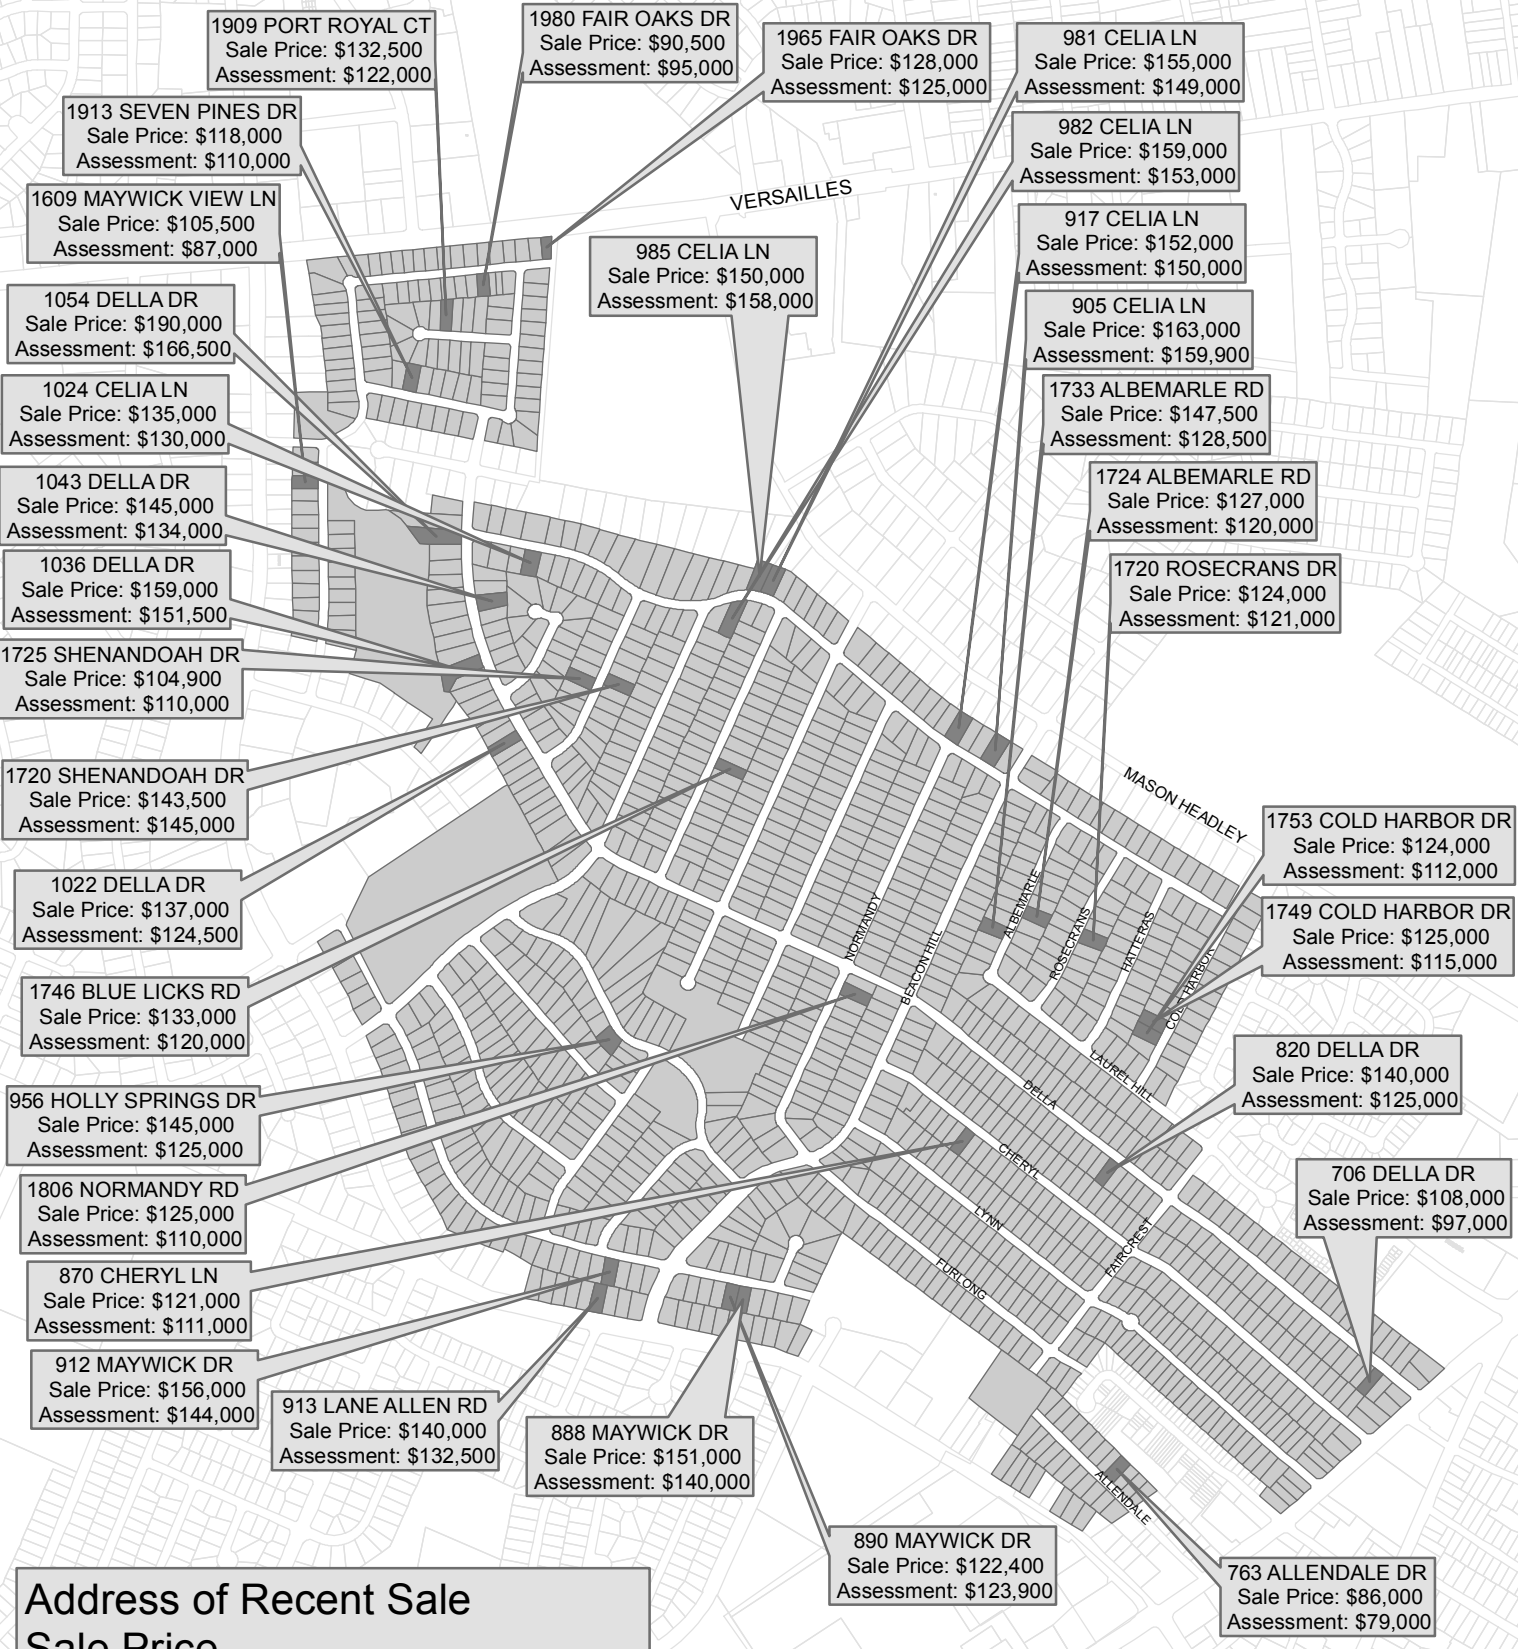 1909 PORT ROYAL CT
Sale Price: $132,500
Assessment: $122,000
1980 FAIR OAKS DR
Sale Price: $90,500
Assessment: $95,000
1965 FAIR OAKS DR
Sale Price: $128,000
Assessment: $125,000
981 CELIA LN
Sale Price: $155,000
Assessment: $149,000
1913 SEVEN PINES DR
Sale Price: $118,000
Assessment: $110,000
982 CELIA LN
Sale Price: $159,000
Assessment: $153,000
1609 MAYWICK VIEW LN
Sale Price: $105,500
Assessment: $87,000
VERSAILLES
985 CELIA LN
Sale Price: $150,000
Assessment: $158,000
917 CELIA LN
Sale Price: $152,000
Assessment: $150,000
1054 DELLA DR
Sale Price: $190,000
Assessment: $166,500
905 CELIA LN
Sale Price: $163,000
Assessment: $159,900
1024 CELIA LN
Sale Price: $135,000
Assessment: $130,000
1733 ALBEMARLE RD
Sale Price: $147,500
Assessment: $128,500
1043 DELLA DR
Sale Price: $145,000
Assessment: $134,000
1724 ALBEMARLE RD
Sale Price: $127,000
Assessment: $120,000
1036 DELLA DR
Sale Price: $159,000
Assessment: $151,500
1720 ROSECRANS DR
Sale Price: $124,000
Assessment: $121,000
1725 SHENANDOAH DR
Sale Price: $104,900
Assessment: $110,000
1720 SHENANDOAH DR
Sale Price: $143,500
Assessment: $145,000
MASON HEADLEY
1753 COLD HARBOR DR
Sale Price: $124,000
Assessment: $112,000
1022 DELLA DR
Sale Price: $137,000
Assessment: $124,500
1749 COLD HARBOR DR
Sale Price: $125,000
Assessment: $115,000
NORMANDY
BEACON HILL
ALBEMARLE
ROSECRANS
HATTERAS
COLD HARBOR
1746 BLUE LICKS RD
Sale Price: $133,000
Assessment: $120,000
LAUREL HILL
DELLA
820 DELLA DR
Sale Price: $140,000
Assessment: $125,000
956 HOLLY SPRINGS DR
Sale Price: $145,000
Assessment: $125,000
CHERYL
LYNN
FAIRCREST
FURLONG
1806 NORMANDY RD
Sale Price: $125,000
Assessment: $110,000
706 DELLA DR
Sale Price: $108,000
Assessment: $97,000
870 CHERYL LN
Sale Price: $121,000
Assessment: $111,000
912 MAYWICK DR
Sale Price: $156,000
Assessment: $144,000
913 LANE ALLEN RD
Sale Price: $140,000
Assessment: $132,500
888 MAYWICK DR
Sale Price: $151,000
Assessment: $140,000
ALLENDALE
890 MAYWICK DR
Sale Price: $122,400
Assessment: $123,900
763 ALLENDALE DR
Sale Price: $86,000
Assessment: $79,000
Address of Recent Sale
Sale Price